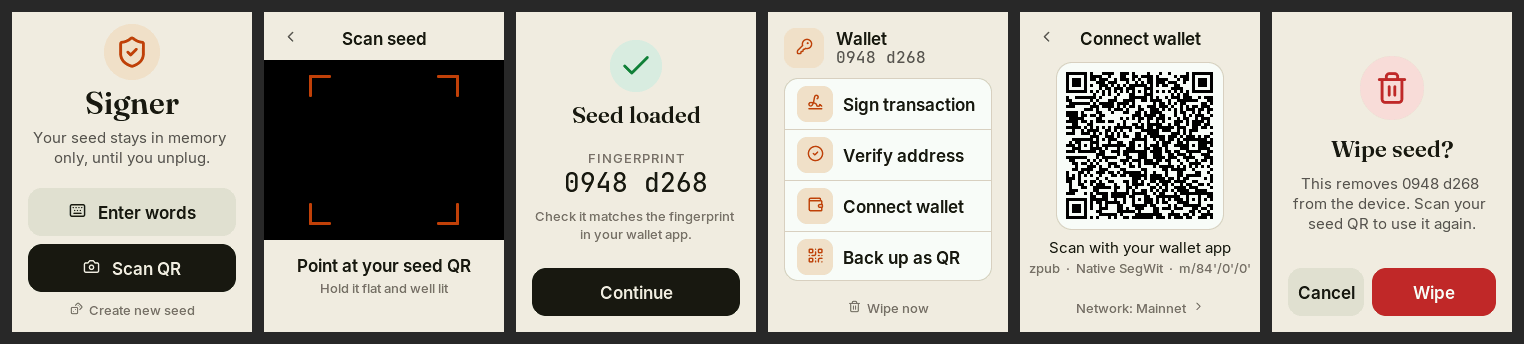 Signer
Your seed stays in memory
only, until you unplug.
Enter words
Scan QR
Create new seed
Scan seed
Point at your seed QR
Hold it flat and well lit
Seed loaded
FINGERPRINT
0948 d268
Check it matches the fingerprint
in your wallet app.
Continue
Wallet
0948 d268
Sign transaction
Verify address
Connect wallet
Back up as QR
Wipe now
Connect wallet
Scan with your wallet app
zpub · Native SegWit · m/84'/0'/0'
Network: Mainnet
Wipe seed?
This removes 0948 d268
from the device. Scan your
seed QR to use it again.
Cancel
Wipe